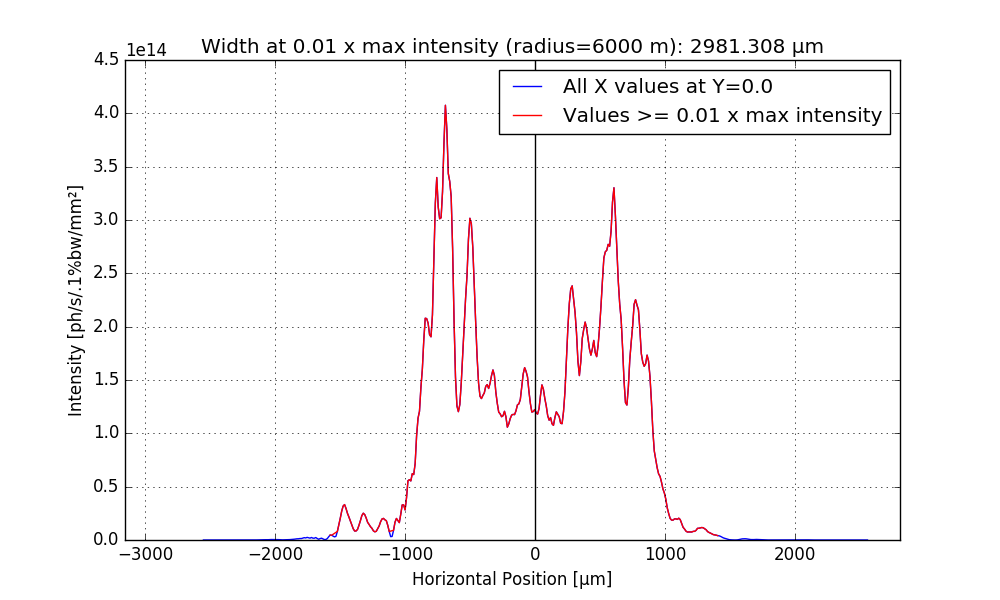 Width at 0.01 x max intensity (radius=6000 m): 2981.308 μm
1e14
All X values at Y=0.0
Values >= 0.01 x max intensity
4.5
4.0
3.5
3.0
2.5
2.0
1.5
1.0
0.5
0.0
Intensity [ph/s/.1%bw/mm²]
−3000 −2000 −1000 0 1000 2000
Horizontal Position [μm]